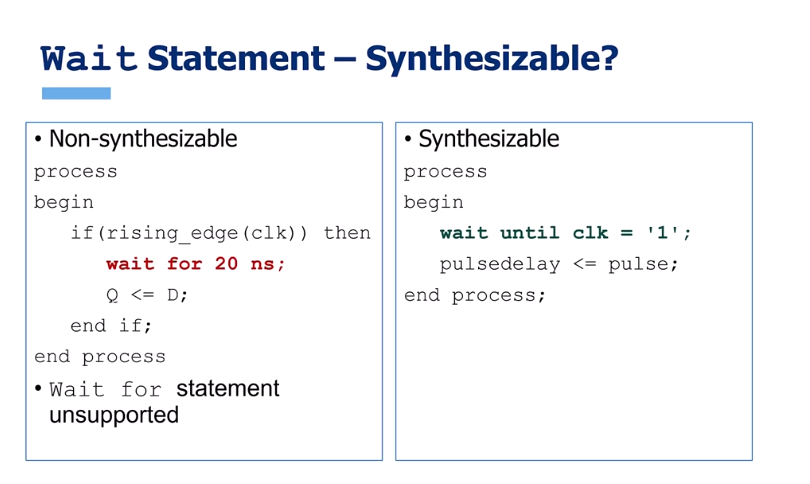 Wait Statement – Synthesizable?
• Non-synthesizable
process
begin
if(rising_edge(clk)) then
wait for 20 ns;
Q <= D;
end if;
end process
• Wait for statement
unsupported
• Synthesizable
process
begin
wait until clk = '1';
pulsedelay <= pulse;
end process;